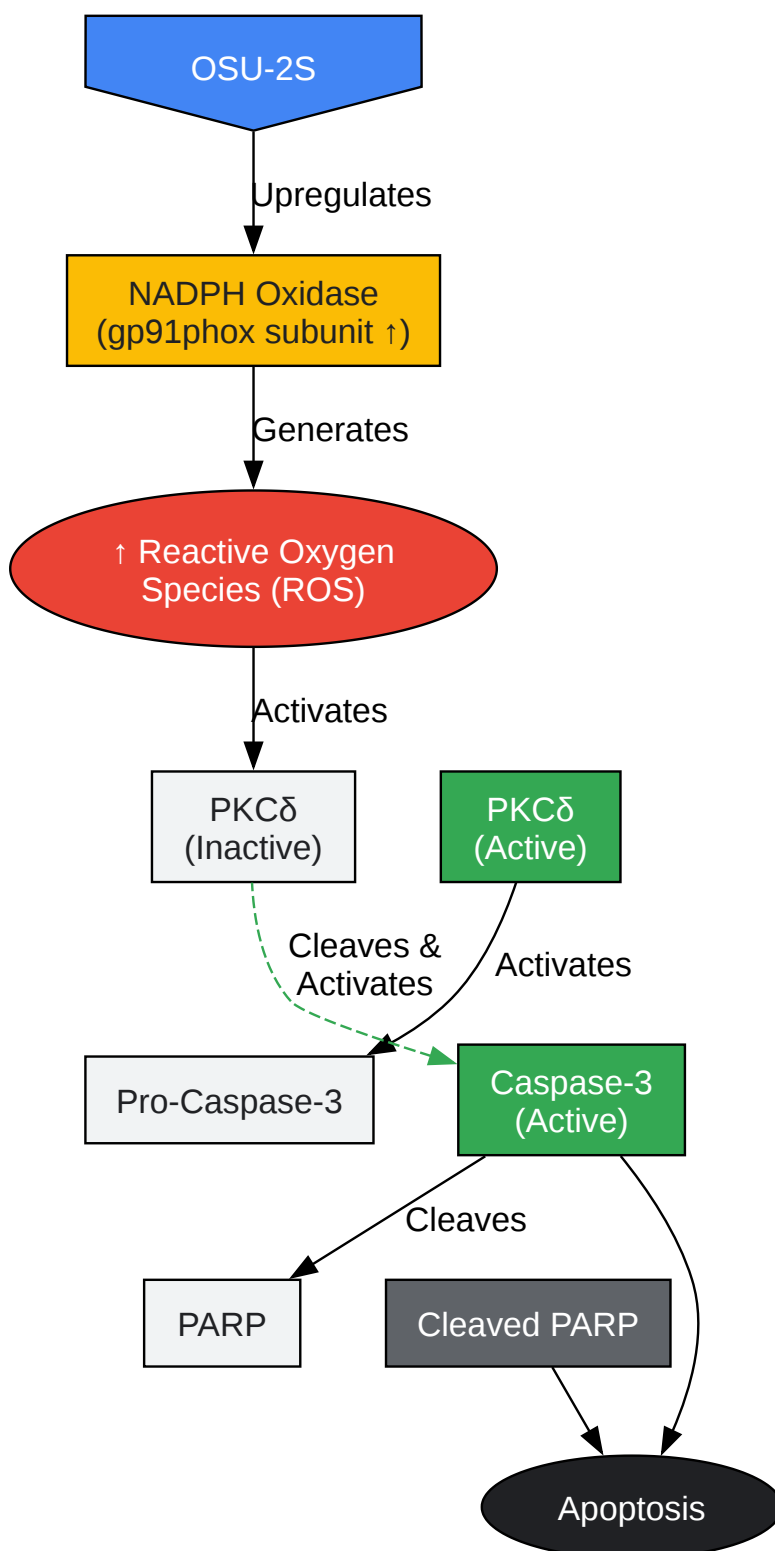 OSU-2S
Upregulates
NADPH Oxidase
(gp91phox subunit ↑)
Generates
↑ Reactive Oxygen
Species (ROS)
Activates
PKCδ
(Inactive)
PKCδ
(Active)
Cleaves &
Activates
Activates
Pro-Caspase-3
Caspase-3
(Active)
Cleaves
PARP
Cleaved PARP
Apoptosis